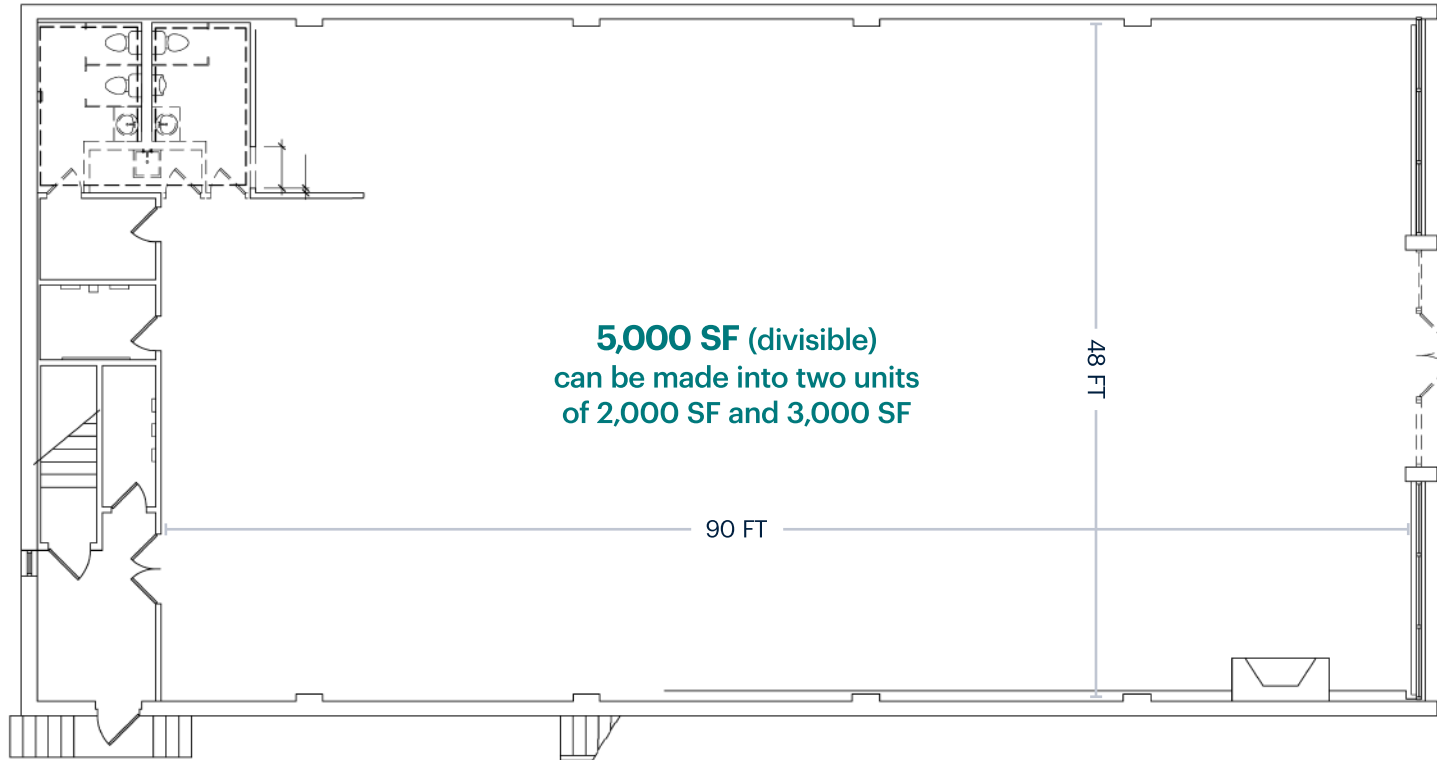 5,000 SF (divisible)
can be made into two units
of 2,000 SF and 3,000 SF
48 FT
90 FT